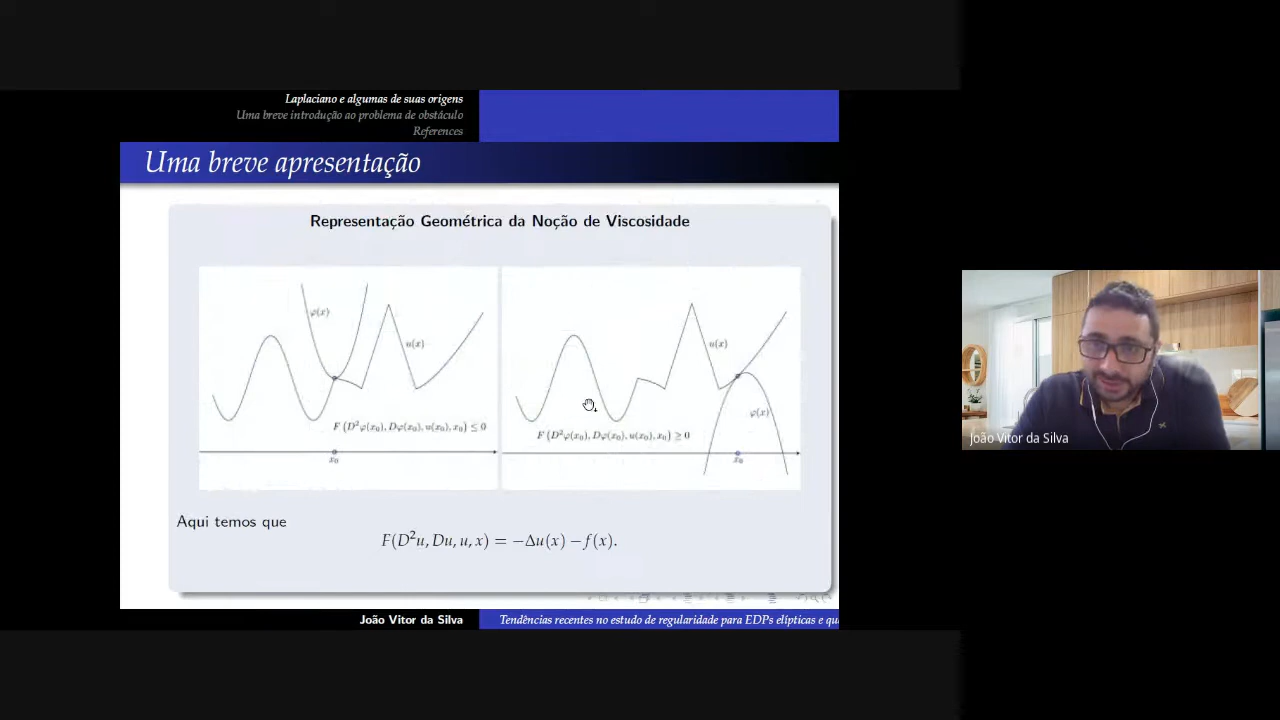 Laplaciano e algumas de suas origens
Uma breve introdução ao problema de obstáculo
References
Uma breve apresentação
Representação Geométrica da Noção de Viscosidade
φ(x)
u(x)
F (D²φ(x₀), Dφ(x₀), u(x₀), x₀) ≤ 0
x₀
u(x)
φ(x)
F (D²φ(x₀), Dφ(x₀), u(x₀), x₀) ≥ 0
x₀
Aqui temos que
F(D²u, Du, u, x) = −Δu(x) − f(x).
João Vitor da Silva
Tendências recentes no estudo de regularidade para EDPs elípticas e qu
João Vitor da Silva